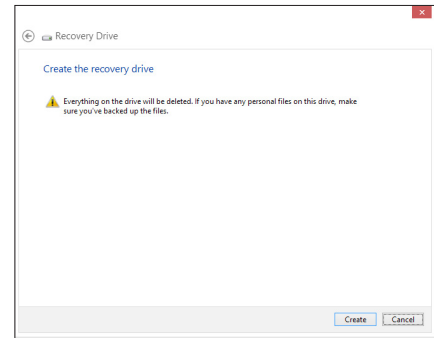 Recovery Drive
Create the recovery drive
Everything on the drive will be deleted. If you have any personal files on this drive, make
sure you've backed up the files.
Create Cancel